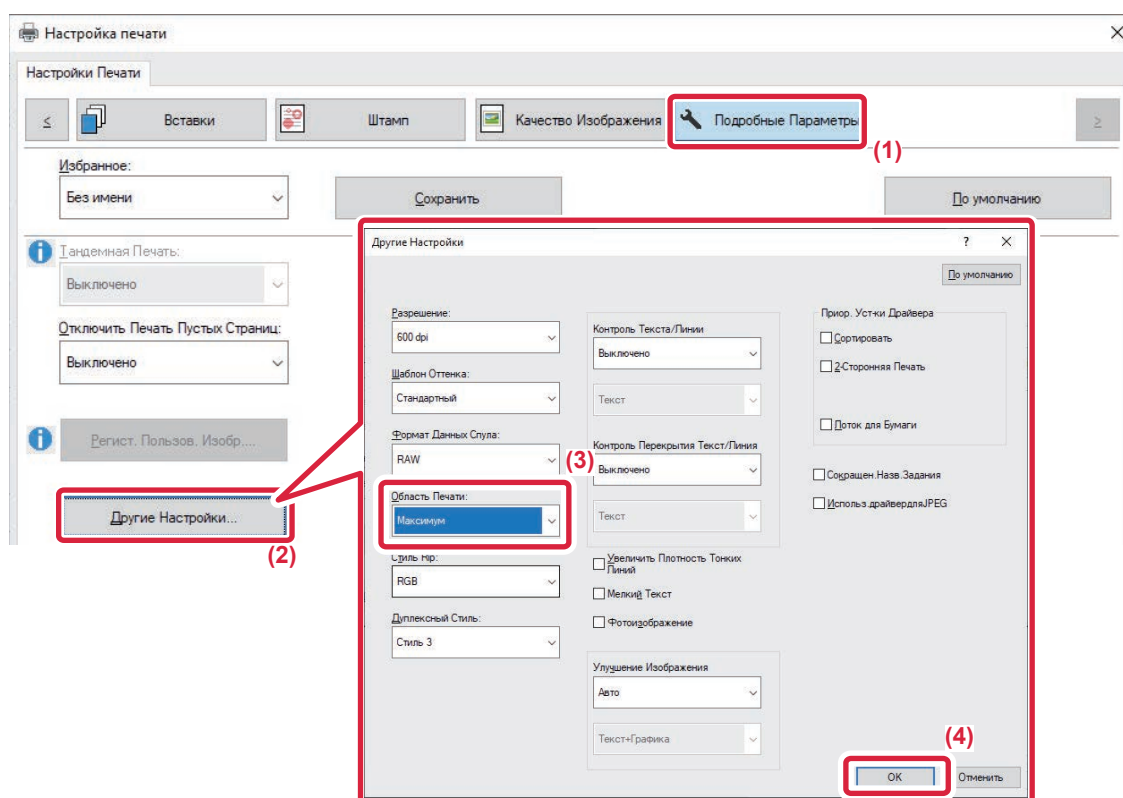 Настройка печати
Настройки Печати
≤
Вставки
Штамп
Качество Изображения
Подробные Параметры
≥
(1)
Избранное:
Без имени
Сохранить
По умолчанию
Тандемная Печать:
Выключено
Отключить Печать Пустых Страниц:
Выключено
Регист. Пользов. Изобр....
Другие Настройки...
(2)
Другие Настройки
?
По умолчанию
Разрешение:
600 dpi
Шаблон Оттенка:
Стандартный
Формат Данных Спула:
RAW
(3)
Область Печати:
Максимум
Стиль Rip:
RGB
Дуплексный Стиль:
Стиль 3
Контроль Текста/Линии
Выключено
Текст
Контроль Перекрытия Текст/Линия
Выключено
Текст
Увеличить Плотность Тонких
Линий
Мелкий Текст
Фотоизображение
Улучшение Изображения
Авто
Текст+Графика
Приор. Уст-ки Драйвера
Сортировать
2-Сторонняя Печать
Поток для Бумаги
Сокращен.Назв.Задания
Использ.драйвердляJPEG
(4)
OK
Отменить